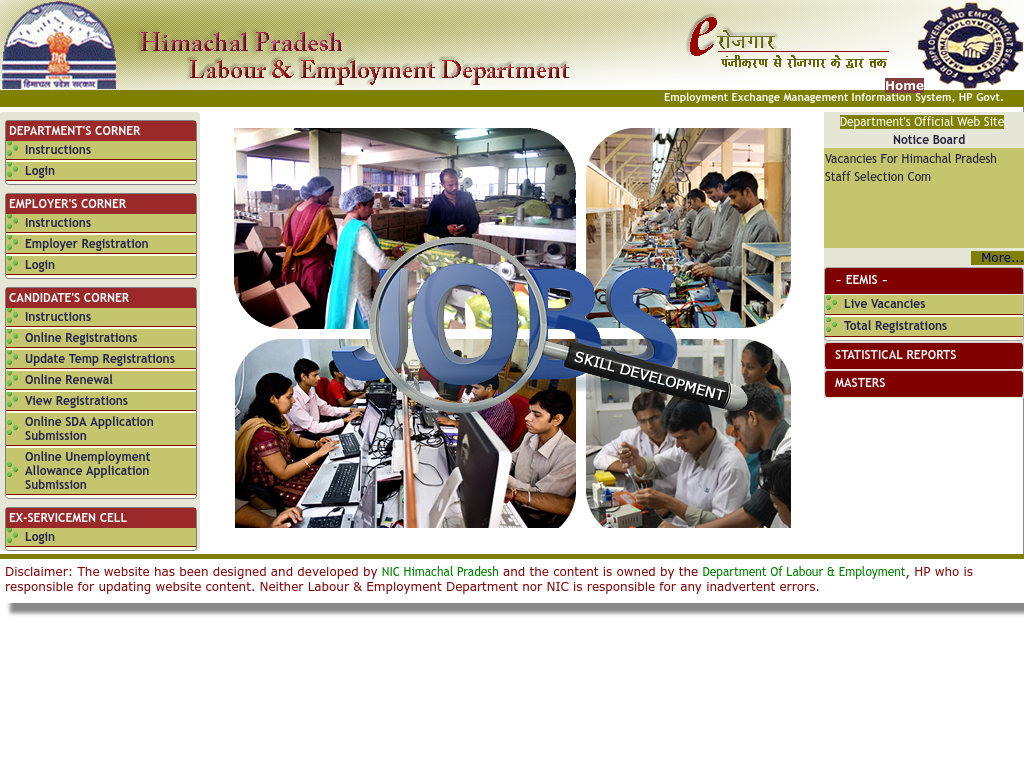 Himachal Pradesh
Labour & Employment Department
e रोजगार
पंजीकरण से रोजगार के द्वार तक
हिमाचल प्रदेश सरकार
Home
Employment Exchange Management Information System, HP Govt.
DEPARTMENT'S CORNER
Instructions
Login
EMPLOYER'S CORNER
Instructions
Employer Registration
Login
CANDIDATE'S CORNER
Instructions
Online Registrations
Update Temp Registrations
Online Renewal
View Registrations
Online SDA Application
Submission
Online Unemployment
Allowance Application
Submission
EX-SERVICEMEN CELL
Login
JOBS
SKILL DEVELOPMENT
Department's Official Web Site
Notice Board
Vacancies For Himachal Pradesh
Staff Selection Com
More...
~ EEMIS ~
Live Vacancies
Total Registrations
STATISTICAL REPORTS
MASTERS
Disclaimer: The website has been designed and developed by NIC Himachal Pradesh and the content is owned by the Department Of Labour & Employment, HP who is
responsible for updating website content. Neither Labour & Employment Department nor NIC is responsible for any inadvertent errors.